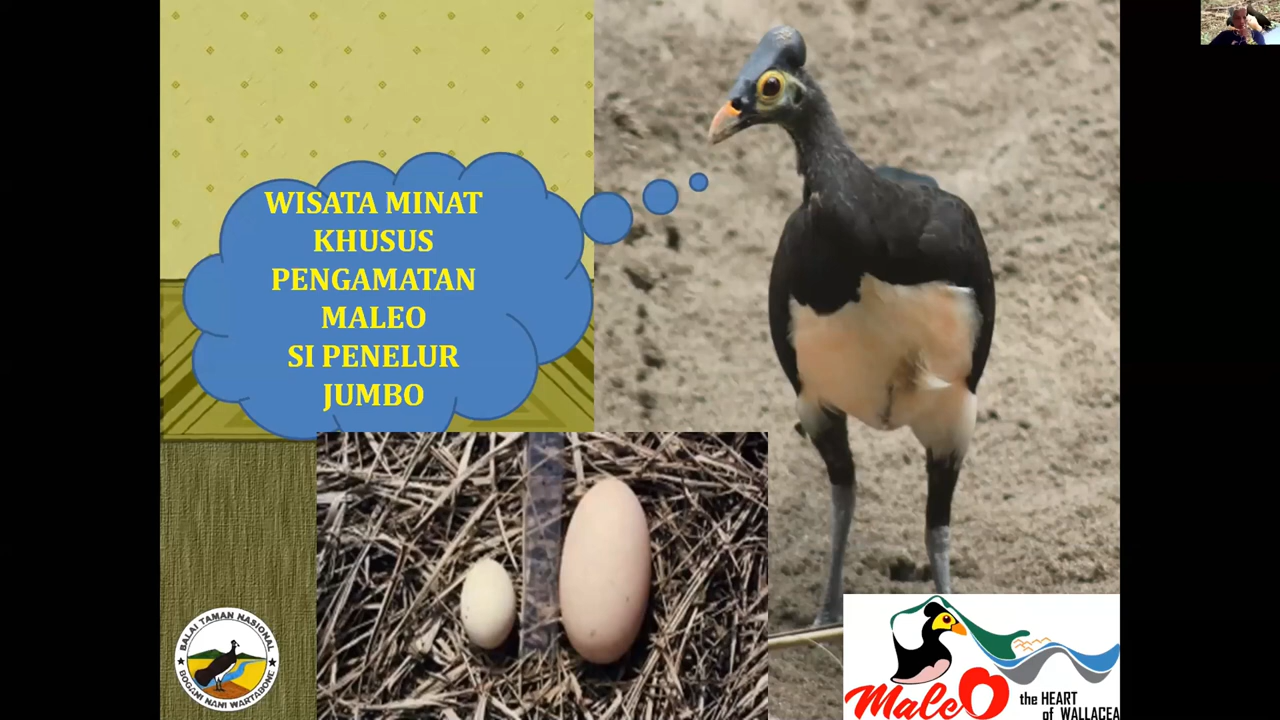 WISATA MINAT
KHUSUS
PENGAMATAN
MALEO
SI PENELUR
JUMBO
BALAI TAMAN NASIONAL
BOGANI NANI WARTABONE
MaleO
the HEART
of WALLACEA